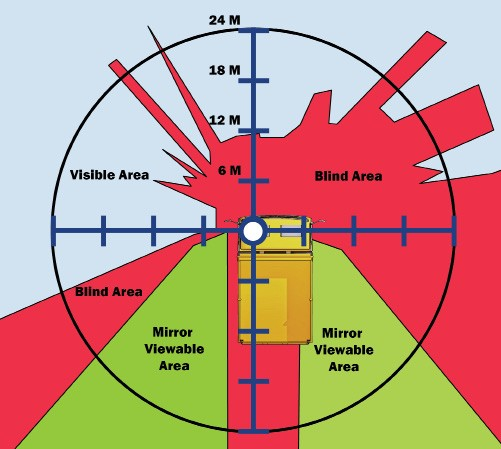 24 M
18 M
12 M
6 M
Visible Area
Blind Area
Blind Area
Mirror
Viewable
Area
Mirror
Viewable
Area